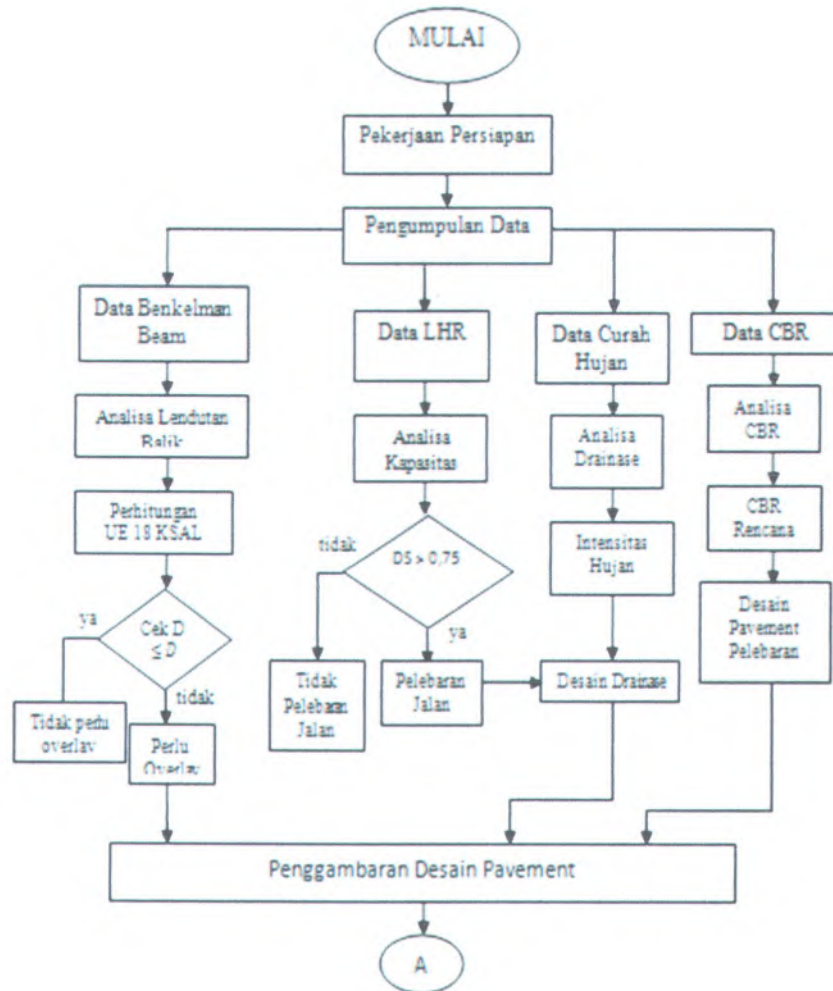 MULAI
Pekerjaan Persiapan
Pengumpulan Data
Data Benkelman
Beam
Analisa Lendutan
Balik
Perhitungan
UE 18 KSAL
ya
Cek D
≤ D
tidak
Tidak perlu
overlay
Perlu
Overlay
Data LHR
Analisa
Kapasitas
tidak
DS > 0,75
ya
Tidak
Pelebaran
Jalan
Pelebaran
Jalan
Data Curah
Hujan
Analisa
Drainase
Intensitas
Hujan
Desain Drainase
Data CBR
Analisa
CBR
CBR
Rencana
Desain
Pavement
Pelebaran
Penggambaran Desain Pavement
A